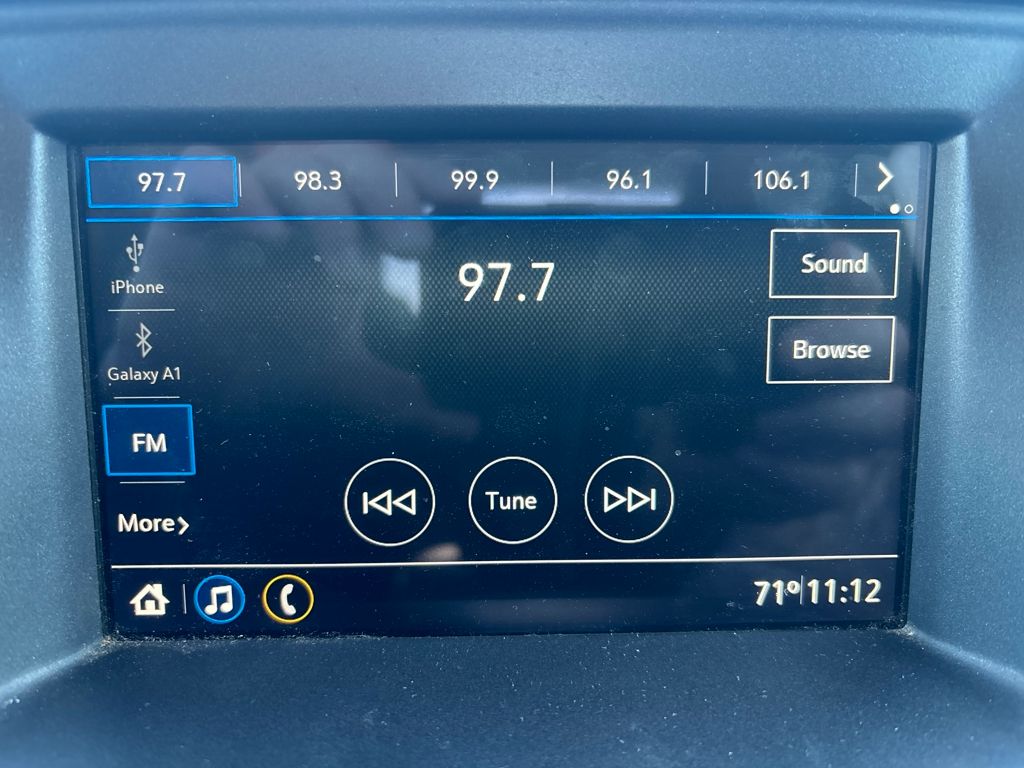 97.7 98.3 99.9 96.1 106.1
iPhone
97.7
Sound
Galaxy A1
Browse
FM
Tune
More
71° 11:12